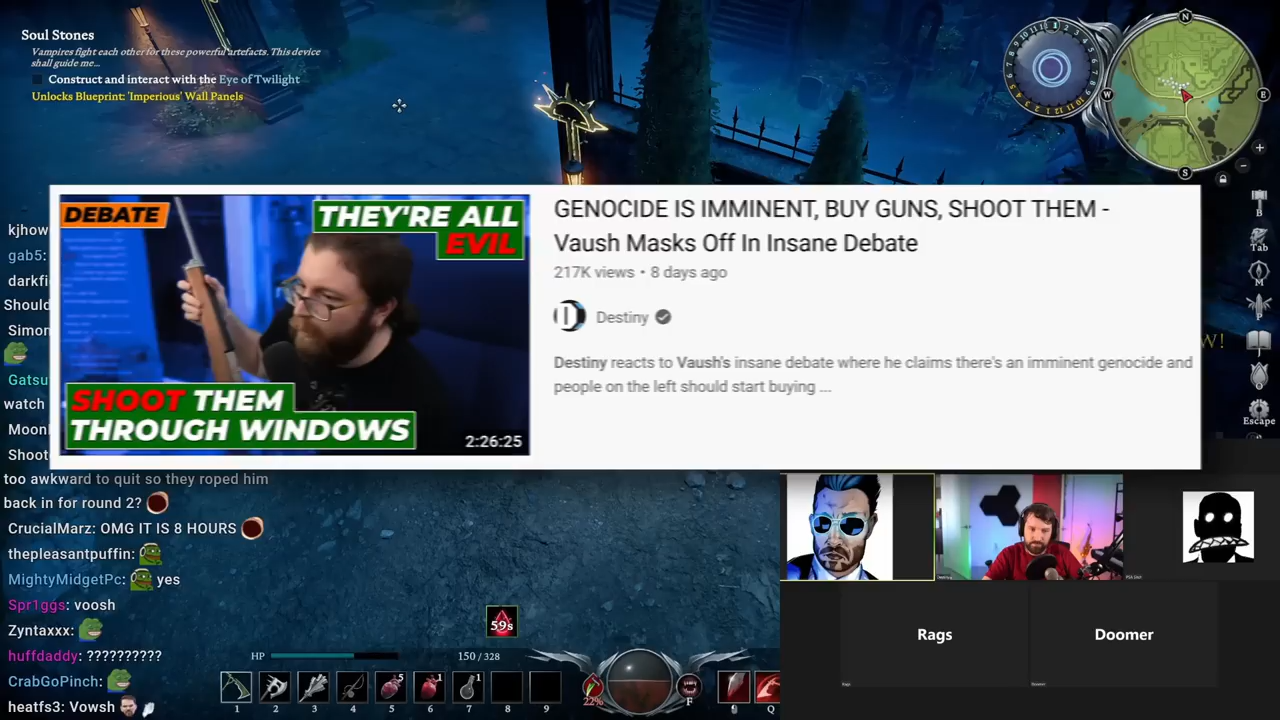 Soul Stones
Vampires fight each other for these powerful artefacts. This device
shall guide me...
Construct and interact with the Eye of Twilight
Unlocks Blueprint: 'Imperious' Wall Panels
N
W
E
S
B
Tab
M
W!
Escape
DEBATE
THEY'RE ALL
EVIL
SHOOT THEM
THROUGH WINDOWS
2:26:25
GENOCIDE IS IMMINENT, BUY GUNS, SHOOT THEM -
Vaush Masks Off In Insane Debate
217K views • 8 days ago
Destiny
Destiny reacts to Vaush's insane debate where he claims there's an imminent genocide and
people on the left should start buying ...
kjhow
gab5:
darkfi
Should
Simon
Gatsu
watch
Moonl
Shoot
too awkward to quit so they roped him
back in for round 2?
CrucialMarz: OMG IT IS 8 HOURS
thepleasantpuffin:
MightyMidgetPc: yes
Spr1ggs: voosh
Zyntaxxx:
huffdaddy: ??????????
CrabGoPinch:
heatfs3: Vowsh
59s
HP
150 / 328
5
1
1
1
2
3
4
5
6
7
8
9
22%
F
Q
Rags
Doomer
Rags
Doomer